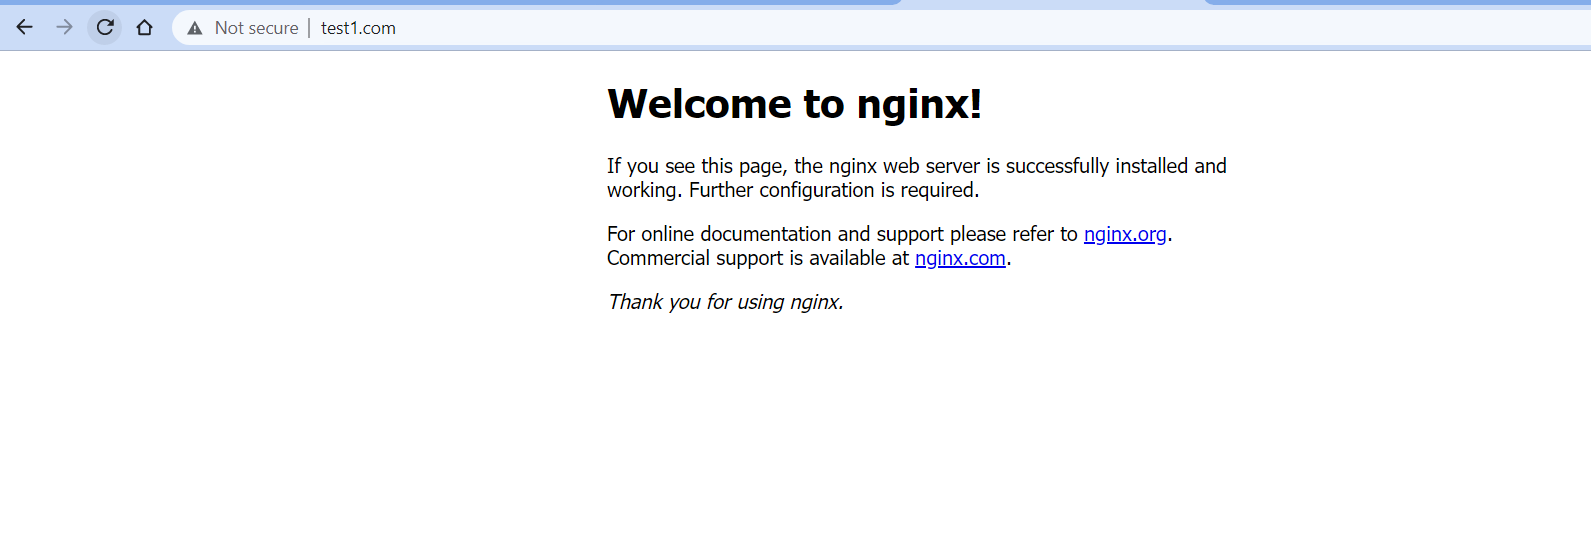 Not secure | test1.com
Welcome to nginx!
If you see this page, the nginx web server is successfully installed and
working. Further configuration is required.
For online documentation and support please refer to nginx.org.
Commercial support is available at nginx.com.
Thank you for using nginx.